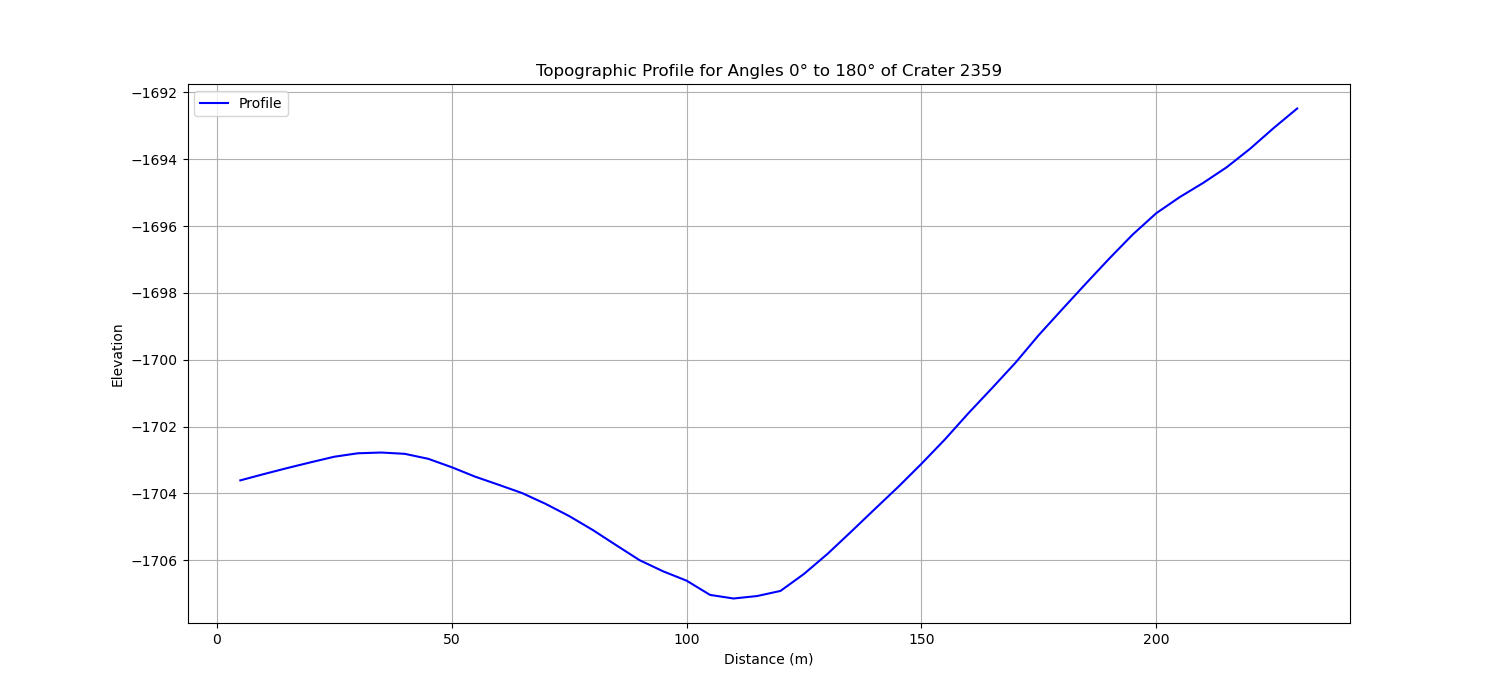 Topographic Profile for Angles 0° to 180° of Crater 2359
Profile
−1692
−1694
−1696
−1698
−1700
−1702
−1704
−1706
Elevation
0 50 100 150 200
Distance (m)